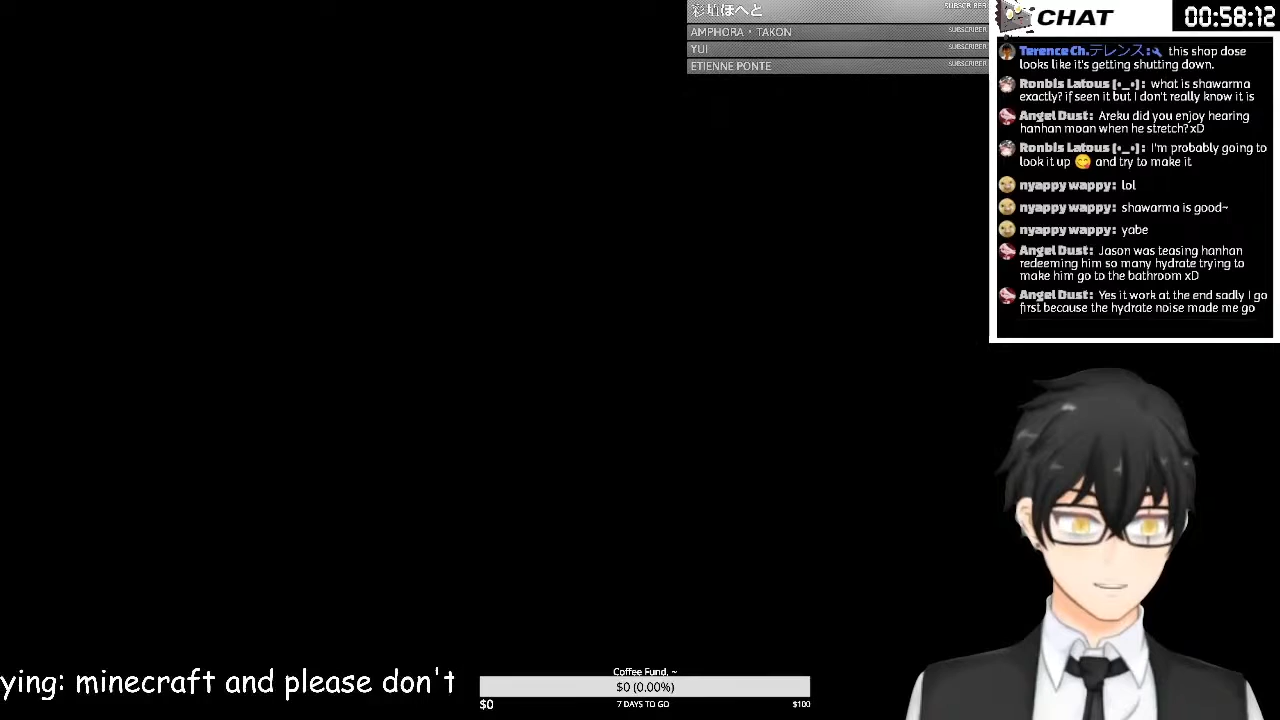 彩煌ほへと SUBSCRIBER
AMPHORA・TAKON SUBSCRIBER
YUI SUBSCRIBER
ETIENNE PONTE SUBSCRIBER
CHAT 00:58:12
Terence Ch.テレンス: this shop dose
looks like it's getting shutting down.
Ronbis Latous [•_•]: what is shawarma
exactly? if seen it but I don't really know it is
Angel Dust: Areku did you enjoy hearing
hanhan moan when he stretch? xD
Ronbis Latous [•_•]: I'm probably going to
look it up 😋 and try to make it
nyappy wappy: lol
nyappy wappy: shawarma is good~
nyappy wappy: yabe
Angel Dust: Jason was teasing hanhan
redeeming him so many hydrate trying to
make him go to the bathroom xD
Angel Dust: Yes it work at the end sadly I go
first because the hydrate noise made me go
ying: minecraft and please don't
Coffee Fund, ~
$0 (0.00%)
$0 7 DAYS TO GO $100